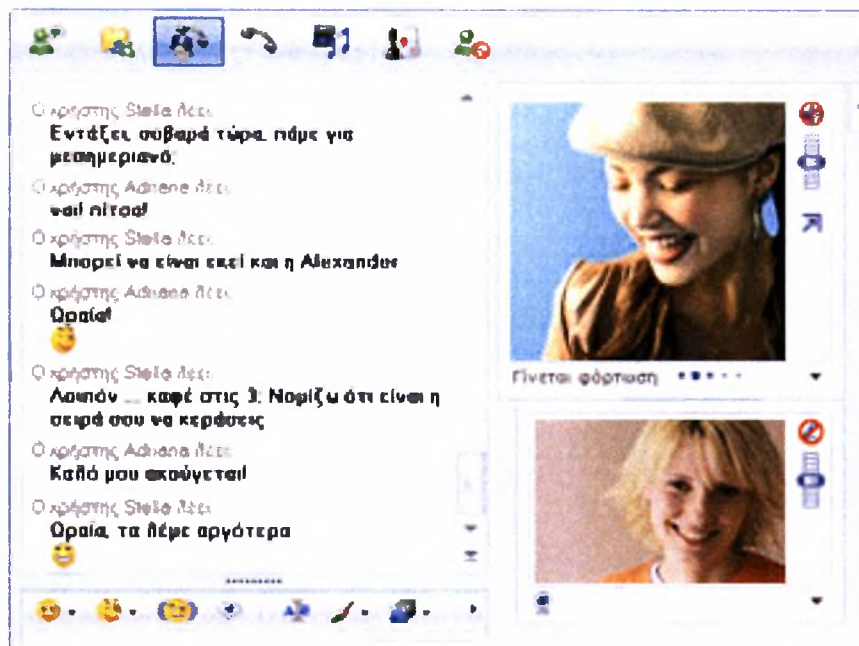 Ο χρήστης Stella λέει:
Εντάξει, σοβαρά τώρα, πάμε για
μεσημεριανό;
Ο χρήστης Adriana λέει:
ναι! πίτσα!
Ο χρήστης Stella λέει:
Μπορεί να είναι εκεί και η Alexander
Ο χρήστης Adriana λέει:
Ωραία!
Ο χρήστης Stella λέει:
Λοιπόν ... καφέ στις 3; Νομίζω ότι είναι η
σειρά σου να κεράσεις
Ο χρήστης Adriana λέει:
Καλό μου ακούγεται!
Ο χρήστης Stella λέει:
Ωραία, τα λέμε αργότερα
Γίνεται φόρτωση